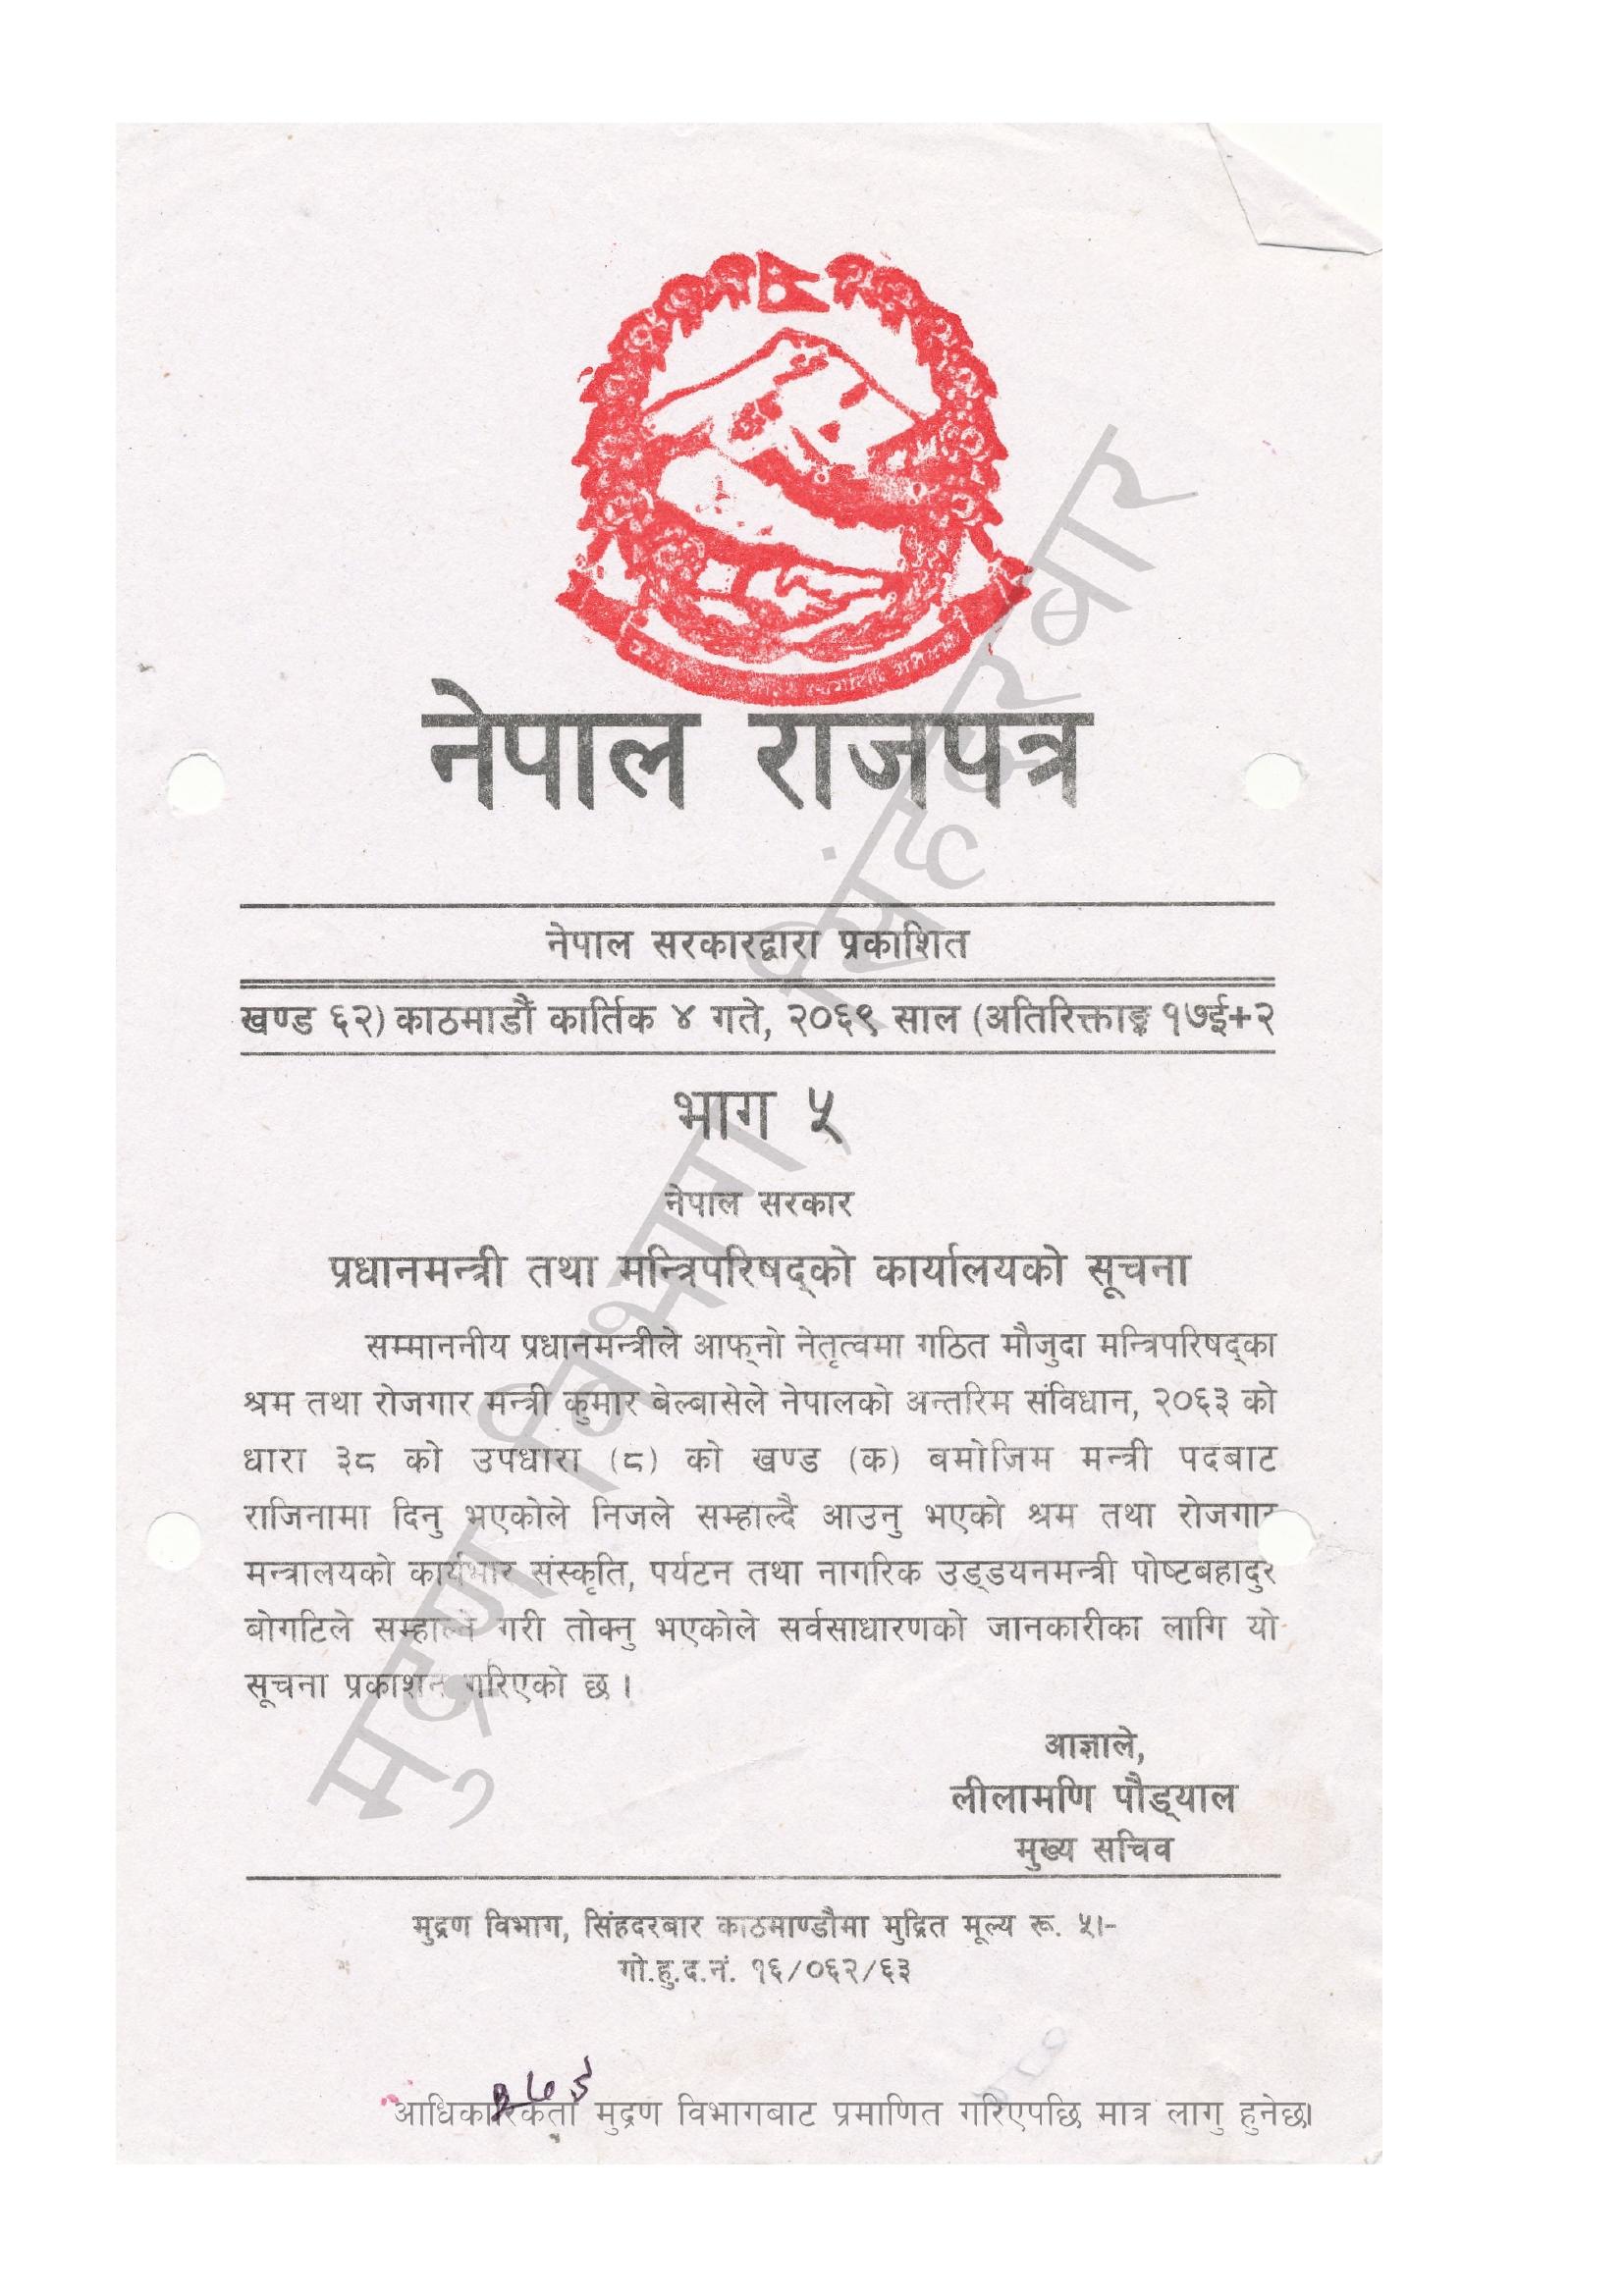 नेपाल राजपत्र
नेपाल सरकारद्वारा प्रकाशित
खण्ड ६२) काठमाडौं कार्तिक ४ गते, २०६९ साल (अतिरिक्ताङ्क १७ई+२
भाग ५
नेपाल सरकार
प्रधानमन्त्री तथा मन्त्रिपरिषद्को कार्यालयको सूचना
सम्माननीय प्रधानमन्त्रीले आफ्नो नेतृत्वमा गठित मौजुदा मन्त्रिपरिषद्का
श्रम तथा रोजगार मन्त्री कुमार बेल्बासेले नेपालको अन्तरिम संविधान, २०६३ को
धारा ३८ को उपधारा (८) को खण्ड (क) बमोजिम मन्त्री पदबाट
राजिनामा दिनु भएकोले निजले सम्हाल्दै आउनु भएको श्रम तथा रोजगार
मन्त्रालयको कार्यभार संस्कृति, पर्यटन तथा नागरिक उड्डयनमन्त्री पोष्टबहादुर
बोगटिले सम्हाल्ने गरी तोक्नु भएकोले सर्वसाधारणको जानकारीका लागि यो
सूचना प्रकाशन गरिएको छ ।
आज्ञाले,
लीलामणि पौड्याल
मुख्य सचिव
मुद्रण विभाग, सिंहदरबार काठमाण्डौमा मुद्रित मूल्य रू. ५।-
गो.हु.द.नं. १६/०६२/६३
आधिकारिकता मुद्रण विभागबाट प्रमाणित गरिएपछि मात्र लागु हुनेछ।
मुद्रण विभाग, सिंहदरबार